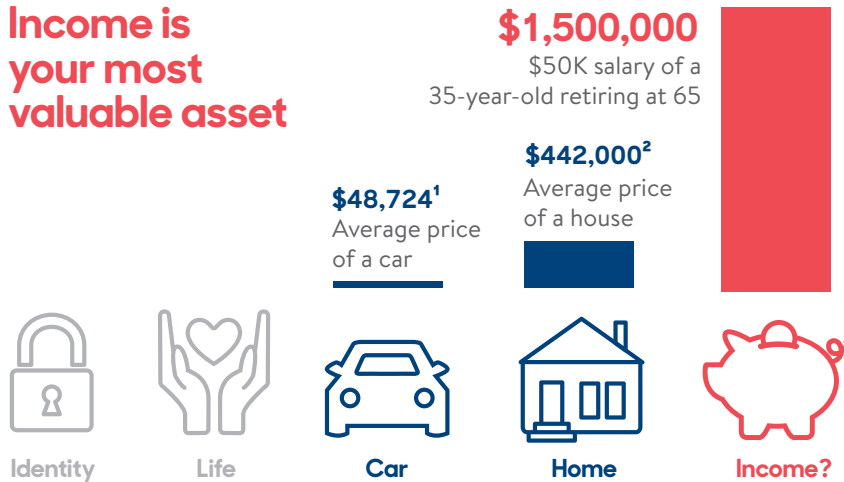 Income is
your most
valuable asset
$1,500,000
$50K salary of a
35-year-old retiring at 65
$442,000²
Average price
of a house
$48,724¹
Average price
of a car
Identity
Life
Car
Home
Income?